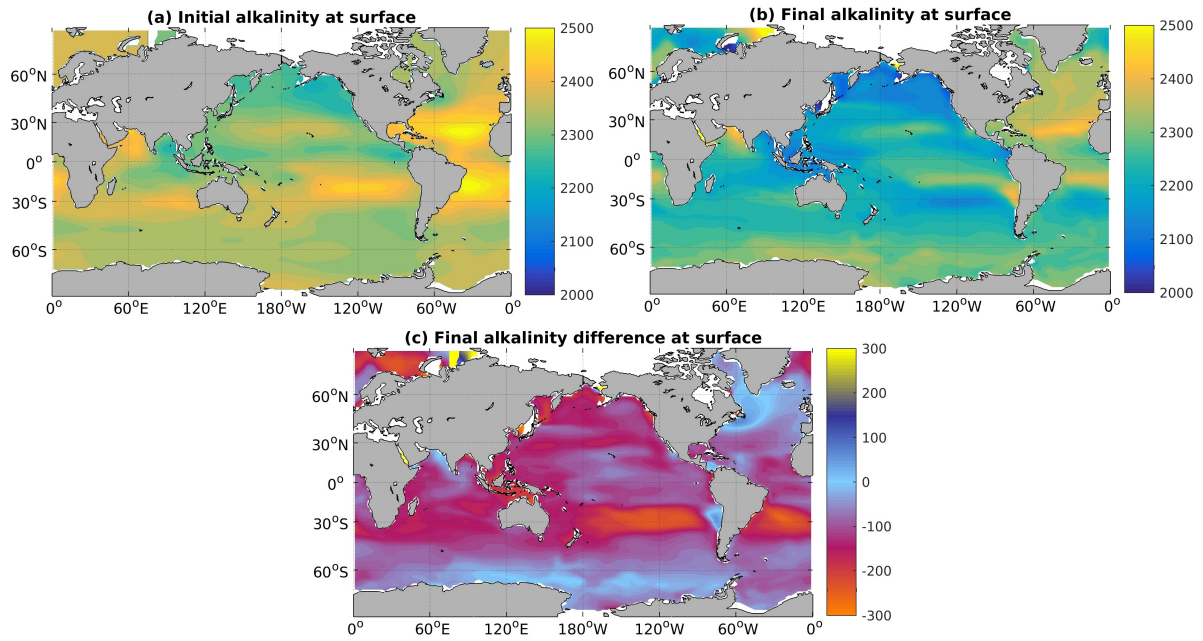 (a) Initial alkalinity at surface
60°N
30°N
0°
30°S
60°S
0° 60°E 120°E 180°W 120°W 60°W 0°
2500
2400
2300
2200
2100
2000
(b) Final alkalinity at surface
60°N
30°N
0°
30°S
60°S
0° 60°E 120°E 180°W 120°W 60°W 0°
2500
2400
2300
2200
2100
2000
(c) Final alkalinity difference at surface
60°N
30°N
0°
30°S
60°S
0° 60°E 120°E 180°W 120°W 60°W 0°
300
200
100
0
-100
-200
-300